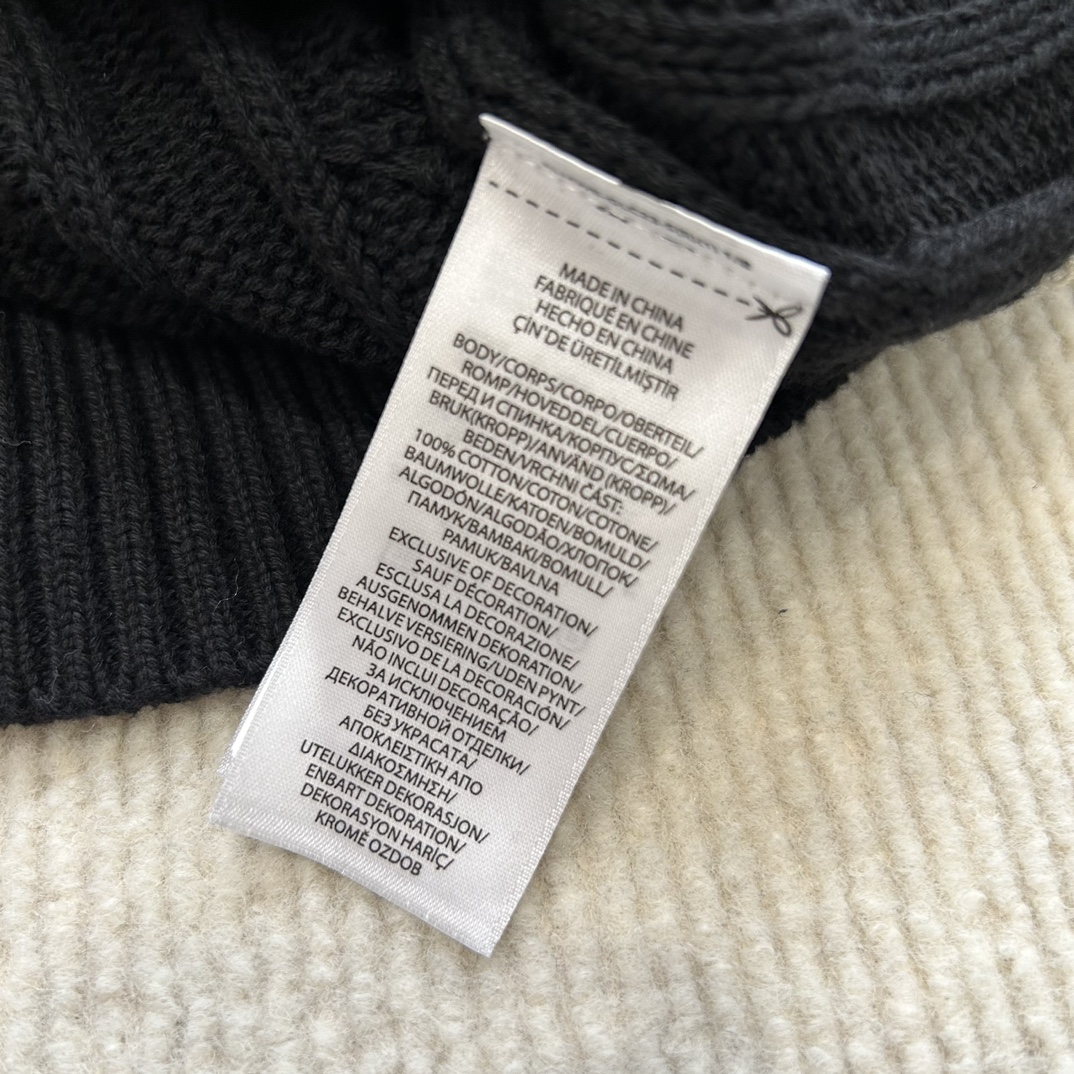 MADE IN CHINA
FABRIQUÉ EN CHINE
HECHO EN CHINA
ÇİN'DE ÜRETİLMİŞTİR
BODY/CORPS/CORPO/OBERTEIL/
ROMP/HOVEDDEL/CUERPO/
ПЕРЕД И СПИНКА/КОРПУС/ΣΩΜΑ/
BRUK(KROPP)/ANVÄND (KROPP)/
BEDEN/VRCHNI ČÁST:
100% COTTON/COTON/COTONE/
BAUMWOLLE/KATOEN/BOMULD/
ALGODÓN/ALGODÃO/ХЛОПОК/
ПАМУК/ΒΑΜΒΑΚΙ/BOMULL/
PAMUK/BAVLNA
EXCLUSIVE OF DECORATION/
SAUF DÉCORATION/
ESCLUSA LA DECORAZIONE/
AUSGENOMMEN DEKORATION/
BEHALVE VERSIERING/UDEN PYNT/
EXCLUSIVO DE LA DECORACIÓN/
NÃO INCLUI DECORAÇÃO/
ЗА ИСКЛЮЧЕНИЕМ
ДЕКОРАТИВНОЙ ОТДЕЛКИ/
БЕЗ УКРАСАТА/
ΑΠΟΚΛΕΙΣΤΙΚΗ ΑΠΟ
ΔΙΑΚΟΣΜΗΣΗ/
UTELUKKER DEKORASJON/
ENBART DEKORATION/
DEKORASYON HARİÇ/
KROMĚ OZDOB